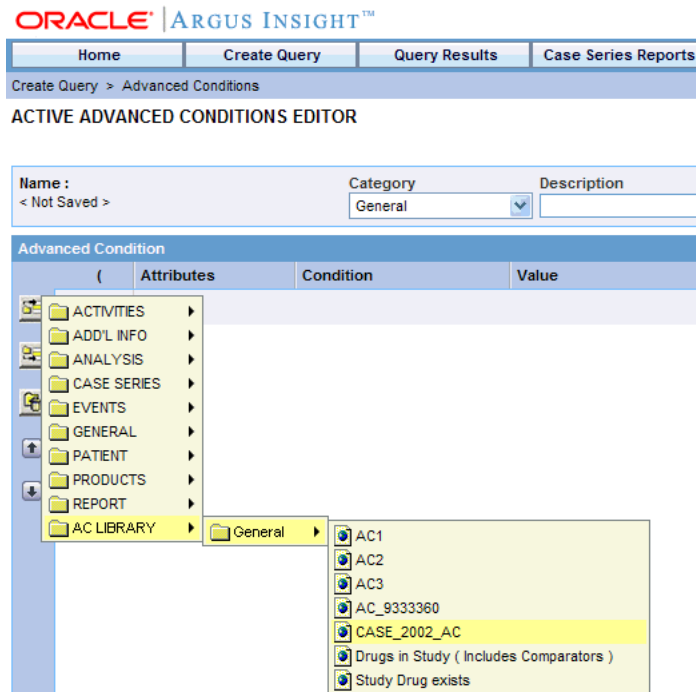 ORACLE® | ARGUS INSIGHT™
Home Create Query Query Results Case Series Reports
Create Query > Advanced Conditions
ACTIVE ADVANCED CONDITIONS EDITOR
Name : Category Description
< Not Saved > General
Advanced Condition
( Attributes Condition Value
ACTIVITIES
ADD'L INFO
ANALYSIS
CASE SERIES
EVENTS
GENERAL
PATIENT
PRODUCTS
REPORT
AC LIBRARY General AC1
AC2
AC3
AC_9333360
CASE_2002_AC
Drugs in Study ( Includes Comparators )
Study Drug exists